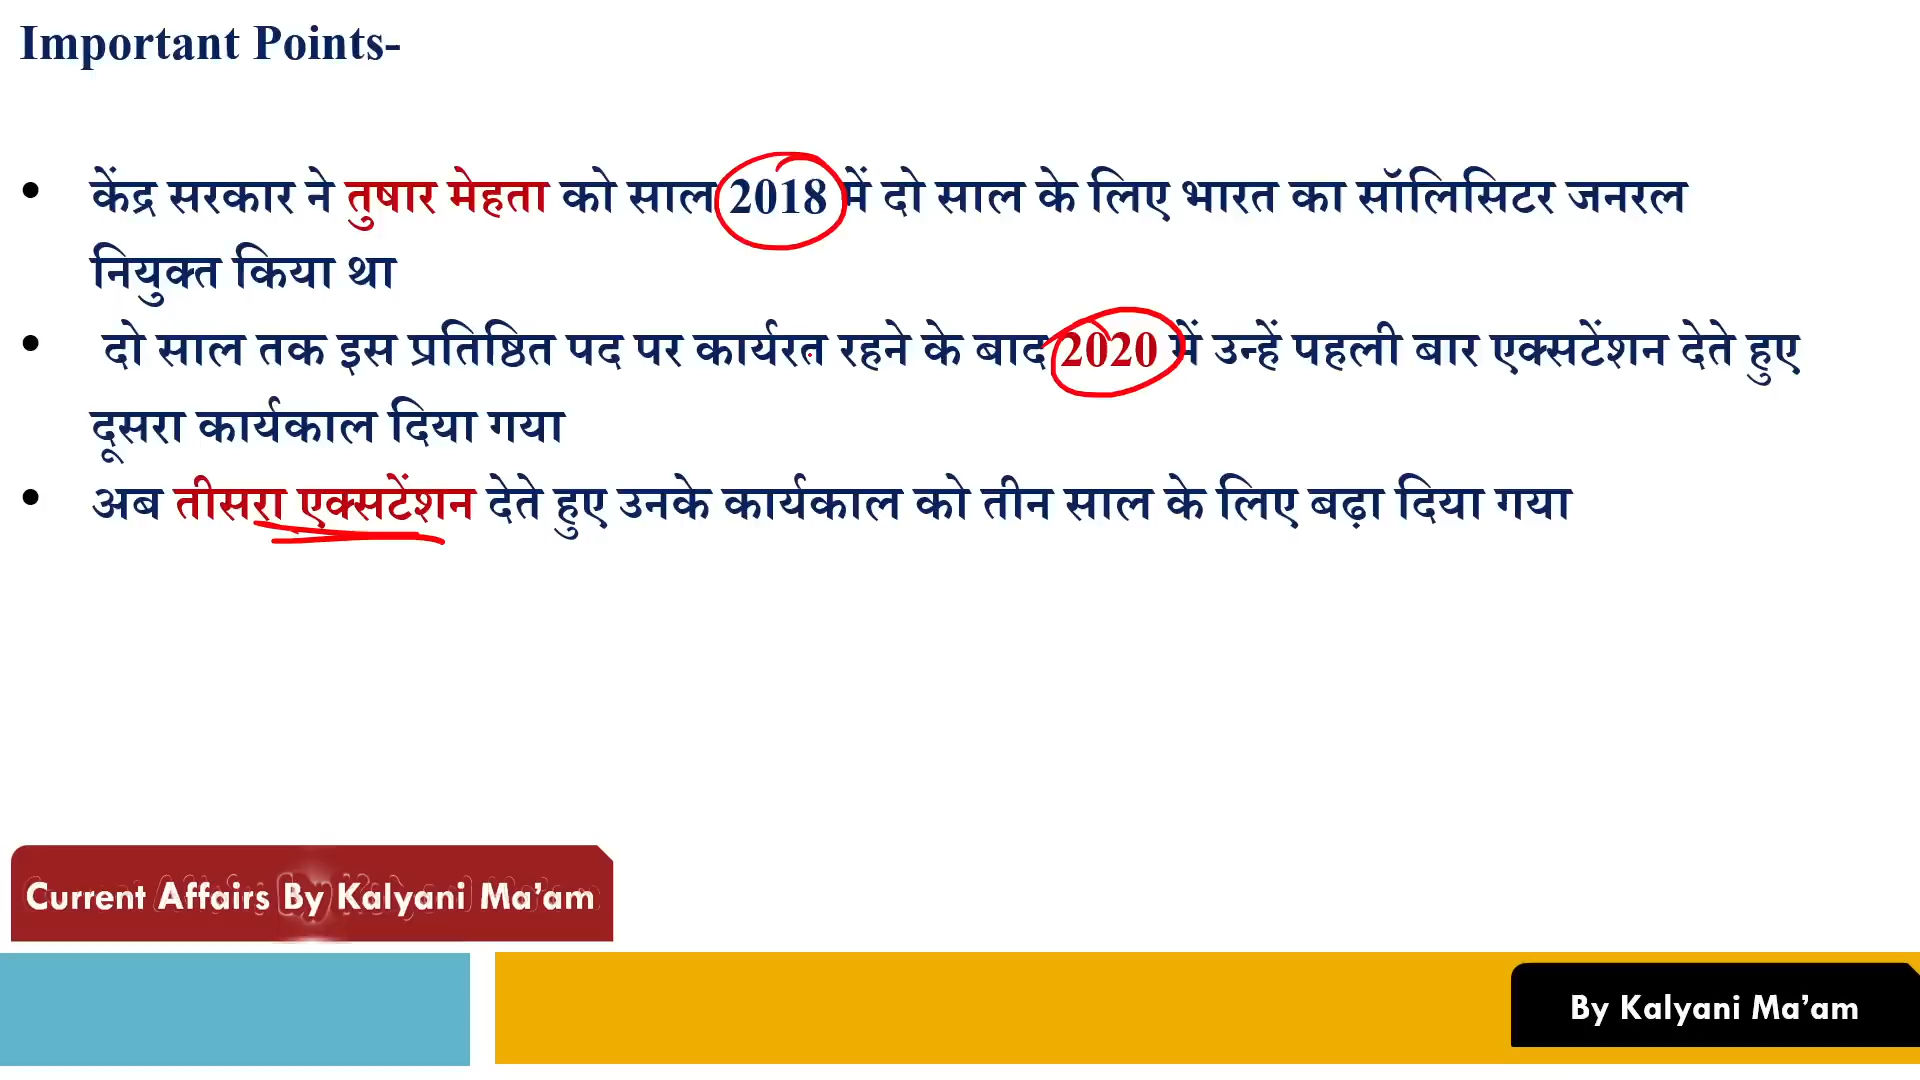 Important Points-
• केंद्र सरकार ने तुषार मेहता को साल 2018 में दो साल के लिए भारत का सॉलिसिटर जनरल
नियुक्त किया था
• दो साल तक इस प्रतिष्ठित पद पर कार्यरत रहने के बाद 2020 में उन्हें पहली बार एक्सटेंशन देते हुए
दूसरा कार्यकाल दिया गया
• अब तीसरा एक्सटेंशन देते हुए उनके कार्यकाल को तीन साल के लिए बढ़ा दिया गया
Current Affairs By Kalyani Ma’am
By Kalyani Ma’am